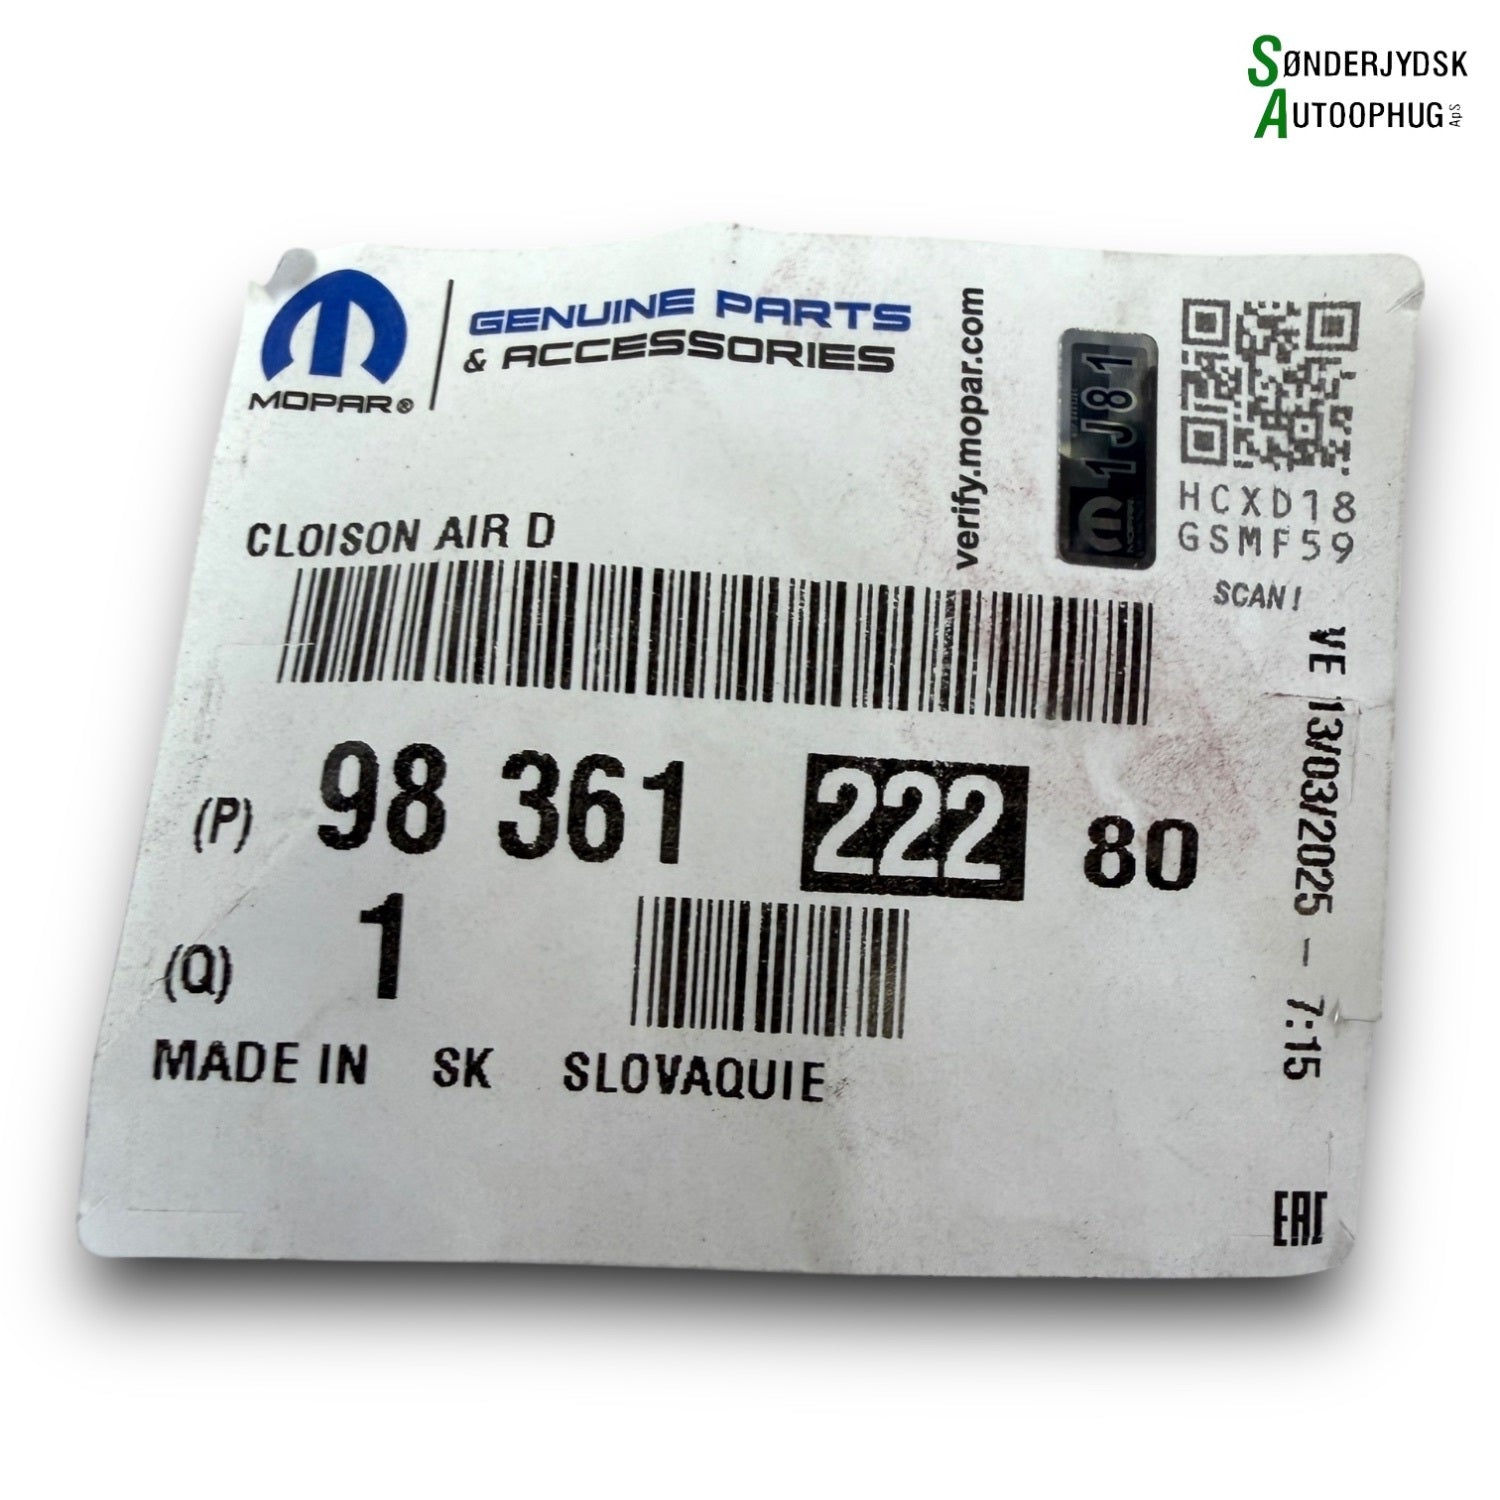 SØNDERJYDSK
AUTOOPHUG ApS
MOPAR®
GENUINE PARTS
& ACCESSORIES
verify.mopar.com
1J81
MOPAR
HCXD18
GSMF59
SCAN!
CLOISON AIR D
(P) 98 361 222 80
(Q) 1
MADE IN SK SLOVAQUIE
VE 13/03/2025 - 7:15
EAC